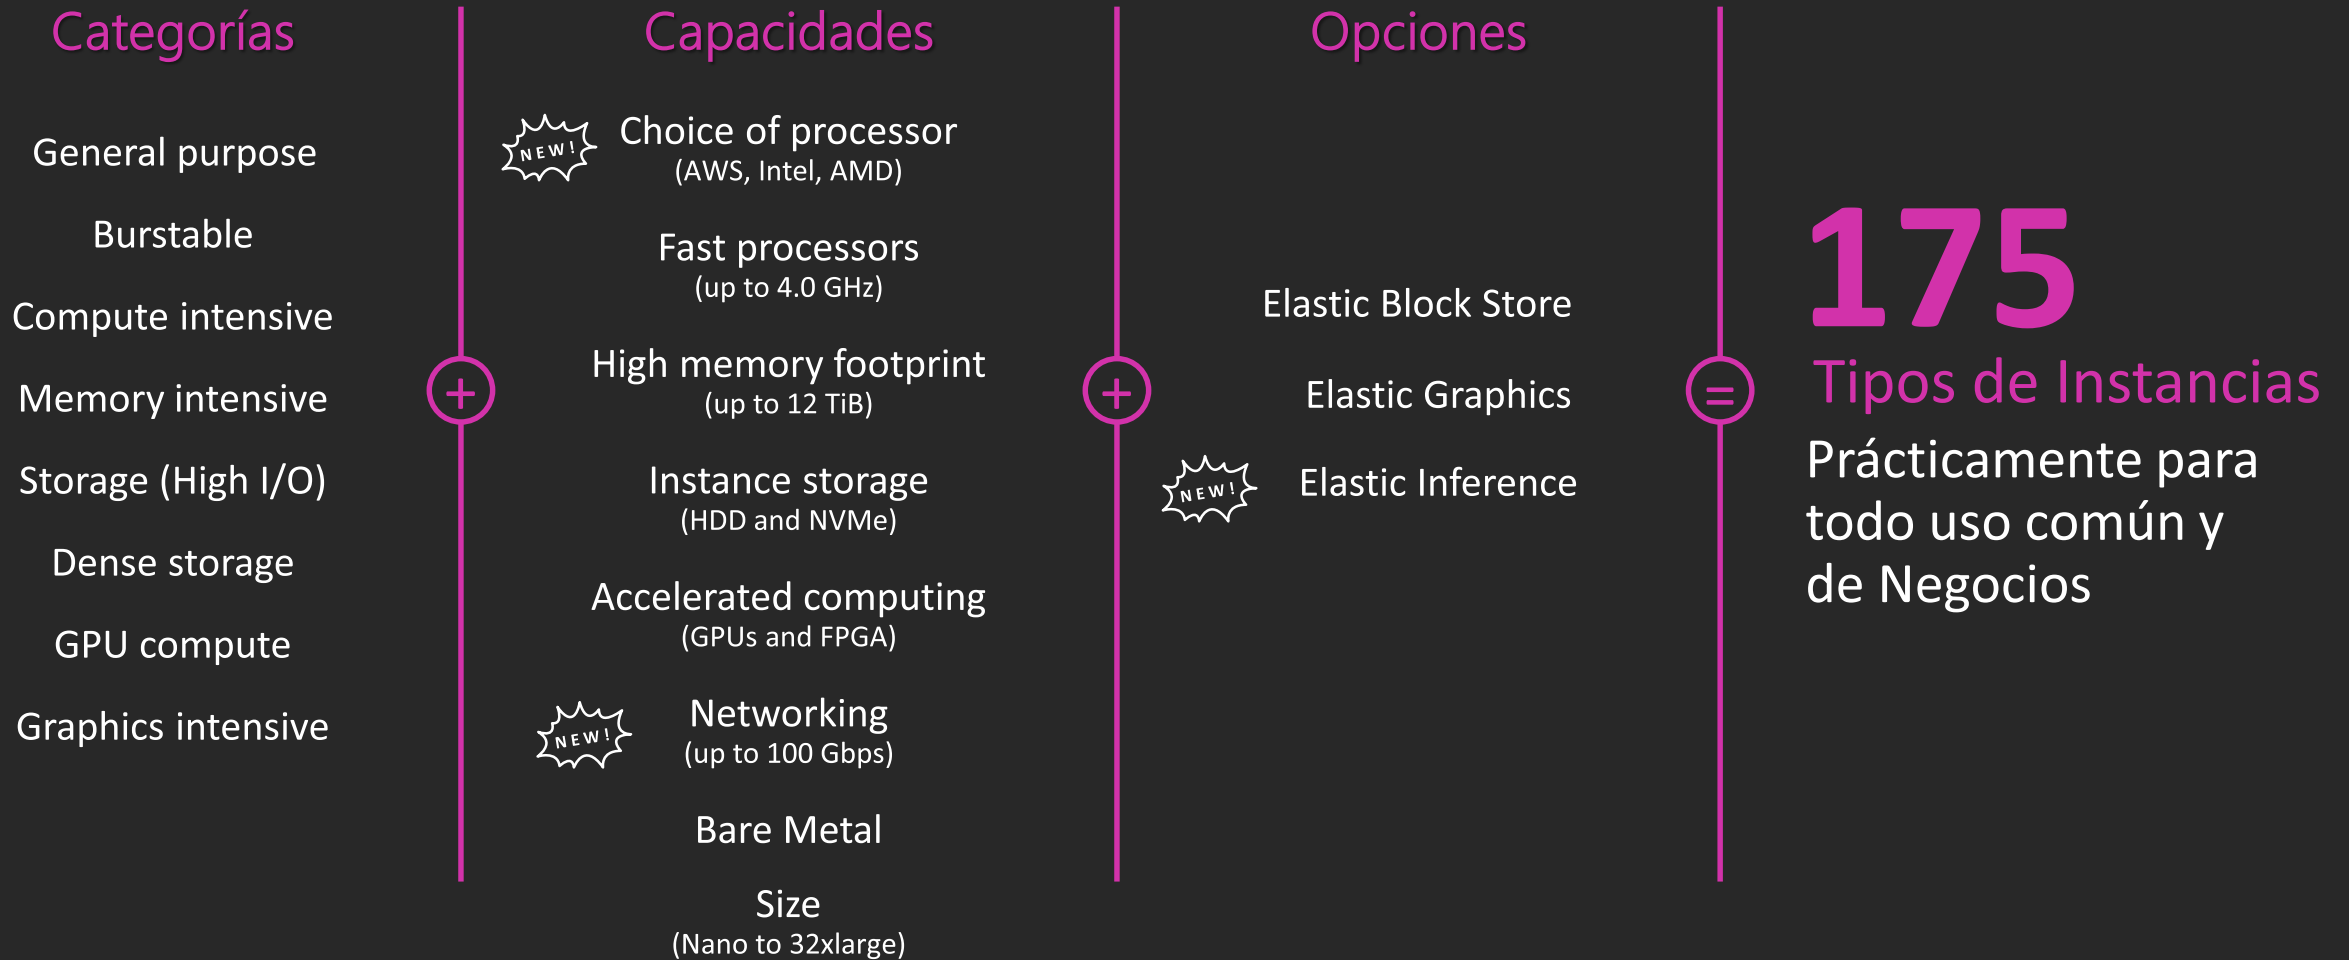 Categorías
General purpose
Burstable
Compute intensive
Memory intensive
Storage (High I/O)
Dense storage
GPU compute
Graphics intensive
+
Capacidades
NEW!
Choice of processor
(AWS, Intel, AMD)
Fast processors
(up to 4.0 GHz)
High memory footprint
(up to 12 TiB)
Instance storage
(HDD and NVMe)
Accelerated computing
(GPUs and FPGA)
NEW!
Networking
(up to 100 Gbps)
Bare Metal
Size
(Nano to 32xlarge)
+
Opciones
Elastic Block Store
Elastic Graphics
NEW!
Elastic Inference
=
175
Tipos de Instancias
Prácticamente para
todo uso común y
de Negocios